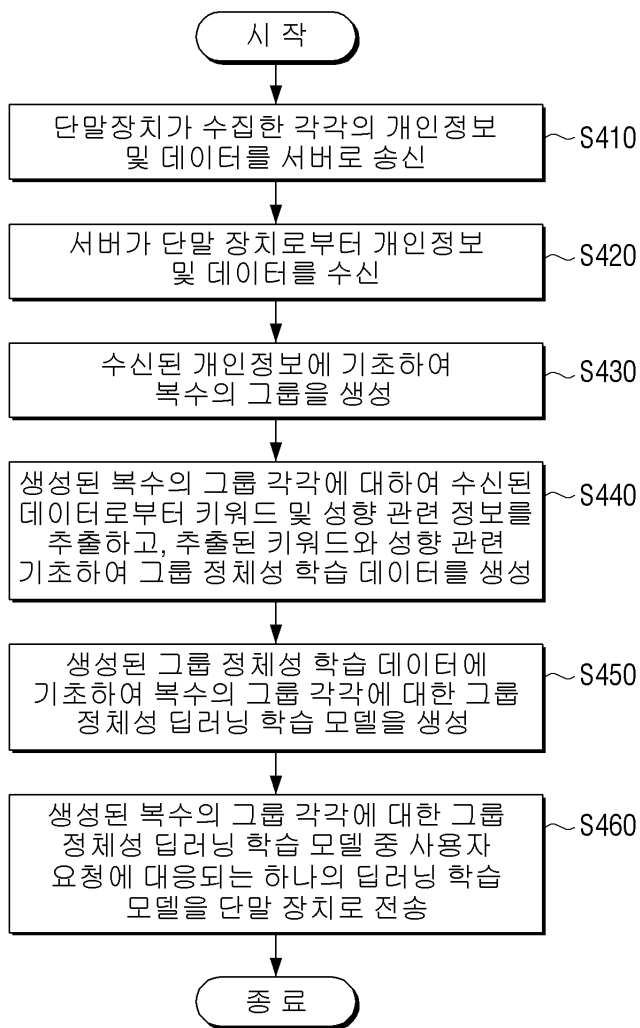 시 작
단말장치가 수집한 각각의 개인정보
및 데이터를 서버로 송신
S410
서버가 단말 장치로부터 개인정보
및 데이터를 수신
S420
수신된 개인정보에 기초하여
복수의 그룹을 생성
S430
생성된 복수의 그룹 각각에 대하여 수신된
데이터로부터 키워드 및 성향 관련 정보를
추출하고, 추출된 키워드와 성향 관련
기초하여 그룹 정체성 학습 데이터를 생성
S440
생성된 그룹 정체성 학습 데이터에
기초하여 복수의 그룹 각각에 대한 그룹
정체성 딥러닝 학습 모델을 생성
S450
생성된 복수의 그룹 각각에 대한 그룹
정체성 딥러닝 학습 모델 중 사용자
요청에 대응되는 하나의 딥러닝 학습
모델을 단말 장치로 전송
S460
종 료